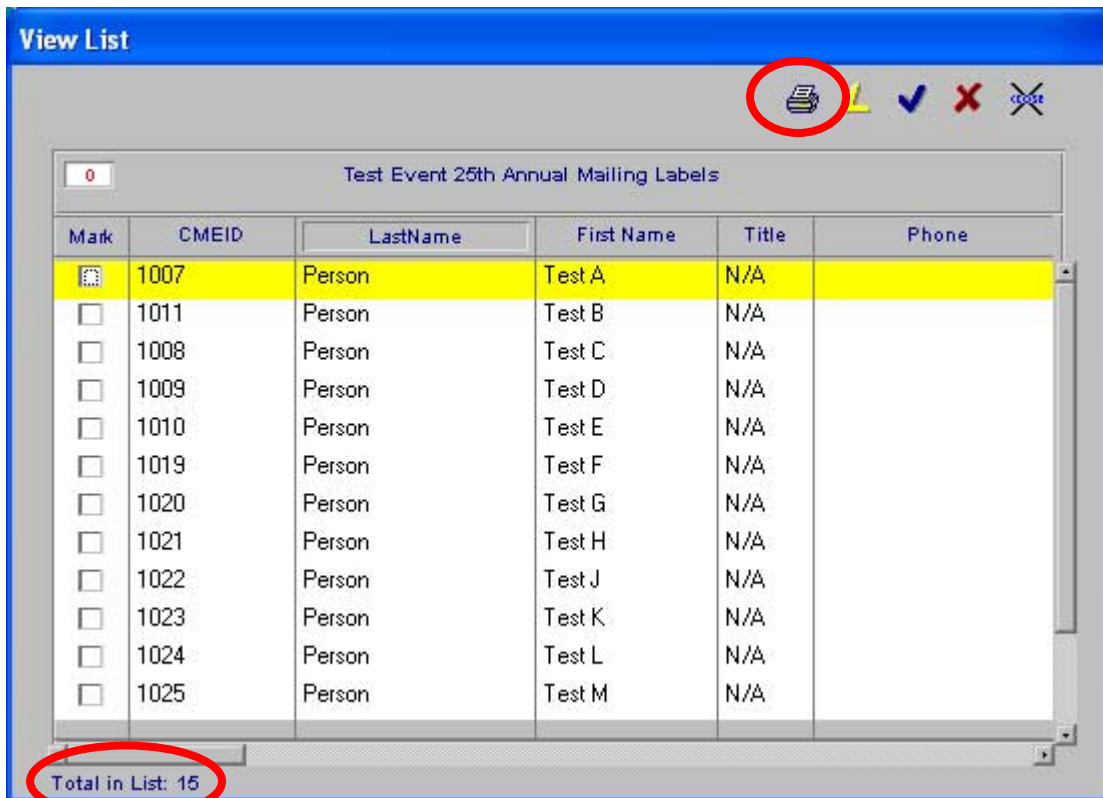 View List
CLOSE
0 Test Event 25th Annual Mailing Labels
Mark CMEID LastName First Name Title Phone
1007 Person Test A N/A
1011 Person Test B N/A
1008 Person Test C N/A
1009 Person Test D N/A
1010 Person Test E N/A
1019 Person Test F N/A
1020 Person Test G N/A
1021 Person Test H N/A
1022 Person Test J N/A
1023 Person Test K N/A
1024 Person Test L N/A
1025 Person Test M N/A
Total in List: 15